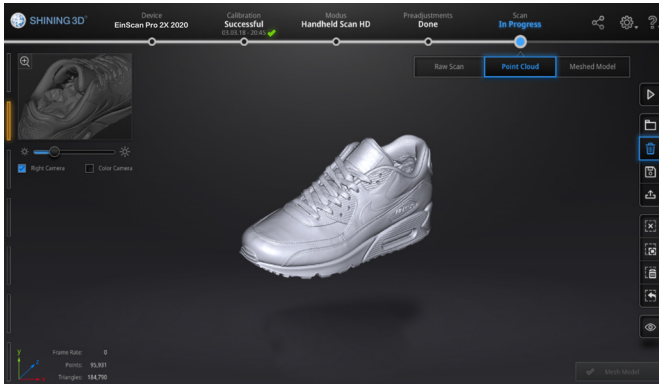 SHINING 3D
Device
EinScan Pro 2X 2020
Calibration
Successful
03.03.18 - 20:45
Modus
Handheld Scan HD
Preadjustments
Done
Scan
In Progress
?
Raw Scan
Point Cloud
Meshed Model
Right Camera
Color Camera
y
z
x
Frame Rate: 0
Points: 95,931
Triangles: 184,790
Mesh Model